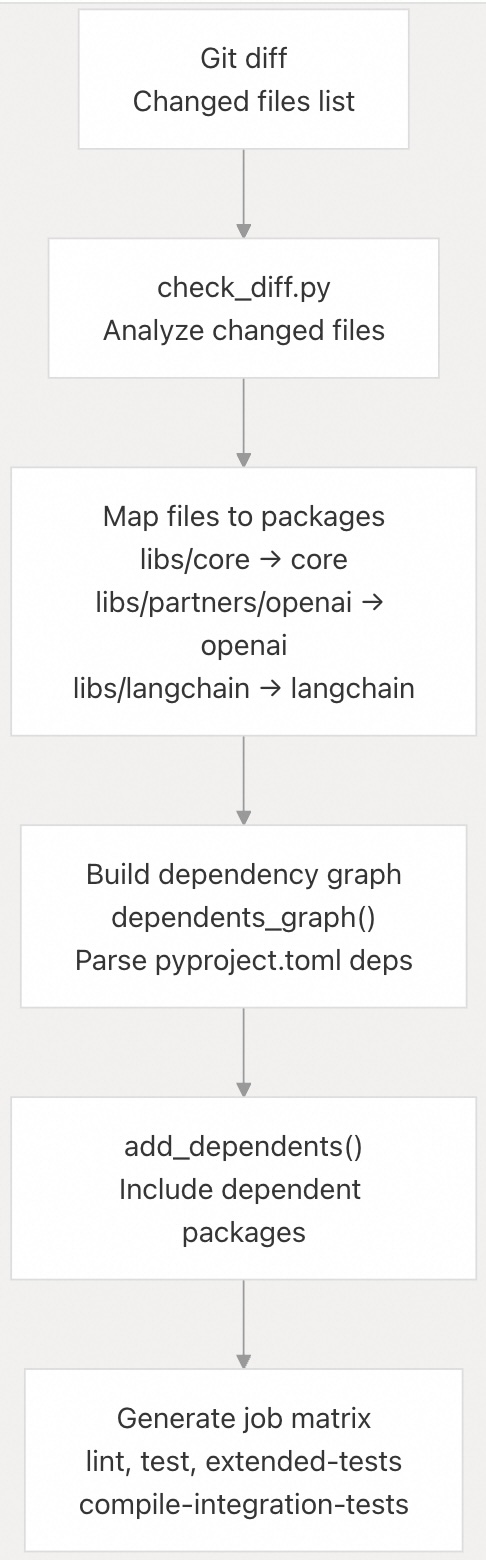 Git diff
Changed files list
check_diff.py
Analyze changed files
Map files to packages
libs/core → core
libs/partners/openai →
openai
libs/langchain → langchain
Build dependency graph
dependents_graph()
Parse pyproject.toml deps
add_dependents()
Include dependent
packages
Generate job matrix
lint, test, extended-tests
compile-integration-tests